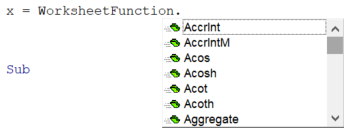 x = WorksheetFunction.
AccrInt
AccrIntM
Acos
Acosh
Sub
Acot
Acoth
Aggregate